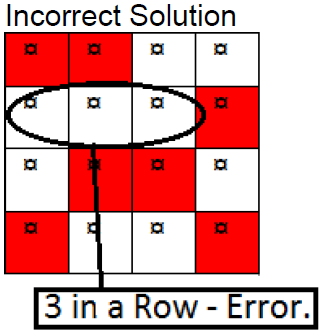 Incorrect Solution
¤ ¤ ¤ ¤
¤ ¤ ¤ ¤
¤ ¤ ¤ ¤
¤ ¤ ¤ ¤
3 in a Row - Error.